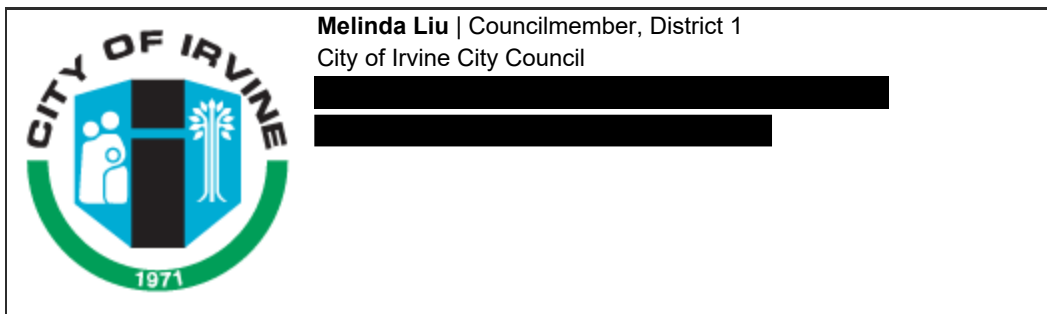 CITY OF IRVINE
1971
Melinda Liu | Councilmember, District 1
City of Irvine City Council